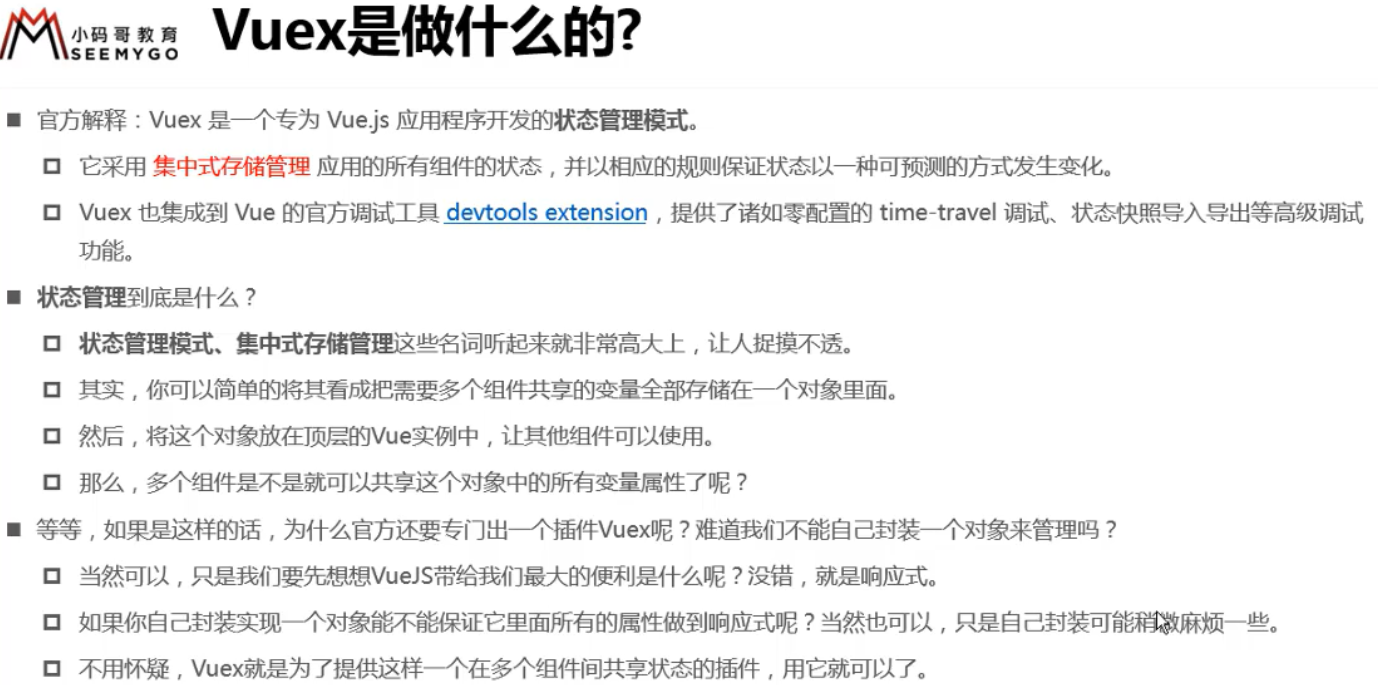 小码哥教育
SEEMYGO
Vuex是做什么的?
官方解释：Vuex 是一个专为 Vue.js 应用程序开发的状态管理模式。
它采用 集中式存储管理 应用的所有组件的状态，并以相应的规则保证状态以一种可预测的方式发生变化。
Vuex 也集成到 Vue 的官方调试工具 devtools extension，提供了诸如零配置的 time-travel 调试、状态快照导入导出等高级调试
功能。
状态管理到底是什么？
状态管理模式、集中式存储管理这些名词听起来就非常高大上，让人捉摸不透。
其实，你可以简单的将其看成把需要多个组件共享的变量全部存储在一个对象里面。
然后，将这个对象放在顶层的Vue实例中，让其他组件可以使用。
那么，多个组件是不是就可以共享这个对象中的所有变量属性了呢？
等等，如果是这样的话，为什么官方还要专门出一个插件Vuex呢？难道我们不能自己封装一个对象来管理吗？
当然可以，只是我们要先想想VueJS带给我们最大的便利是什么呢？没错，就是响应式。
如果你自己封装实现一个对象能不能保证它里面所有的属性做到响应式呢？当然也可以，只是自己封装可能稍微麻烦一些。
不用怀疑，Vuex就是为了提供这样一个在多个组件间共享状态的插件，用它就可以了。